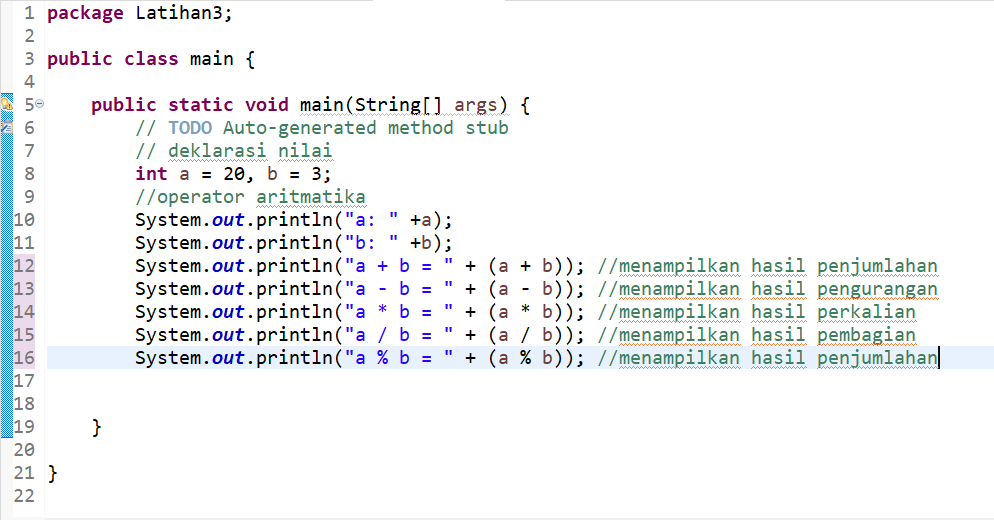 1 package Latihan3;
2
3 public class main {
4
5 public static void main(String[] args) {
6 // TODO Auto-generated method stub
7 // deklarasi nilai
8 int a = 20, b = 3;
9 //operator aritmatika
10 System.out.println("a: " +a);
11 System.out.println("b: " +b);
12 System.out.println("a + b = " + (a + b)); //menampilkan hasil penjumlahan
13 System.out.println("a - b = " + (a - b)); //menampilkan hasil pengurangan
14 System.out.println("a * b = " + (a * b)); //menampilkan hasil perkalian
15 System.out.println("a / b = " + (a / b)); //menampilkan hasil pembagian
16 System.out.println("a % b = " + (a % b)); //menampilkan hasil penjumlahan
17
18
19 }
20
21 }
22